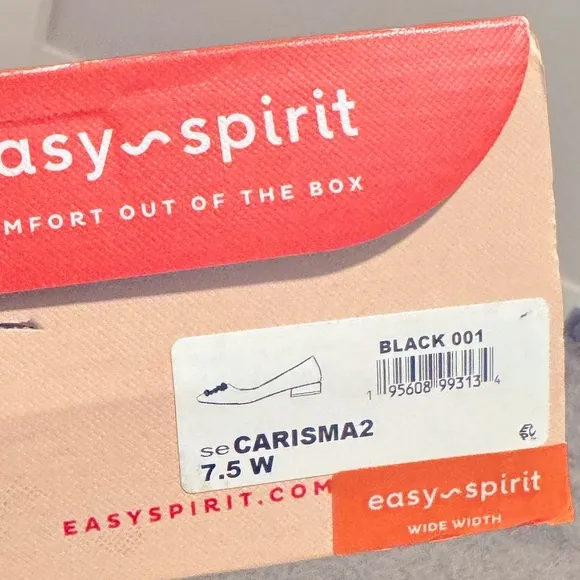 asy~spirit
MFORT OUT OF THE BOX
BLACK 001
1 95608 99313 4
seCARISMA2
7.5 W
EASYSPIRIT.COM
easy~spirit
WIDE WIDTH